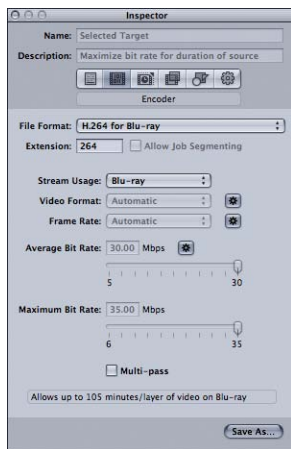 Inspector
Name: Selected Target
Description: Maximize bit rate for duration of source
Encoder
File Format: H.264 for Blu-ray
Extension: 264 Allow Job Segmenting
Stream Usage: Blu-ray
Video Format: Automatic
Frame Rate: Automatic
Average Bit Rate: 30.00 Mbps
5 30
Maximum Bit Rate: 35.00 Mbps
6 35
Multi-pass
Allows up to 105 minutes/layer of video on Blu-ray
Save As...